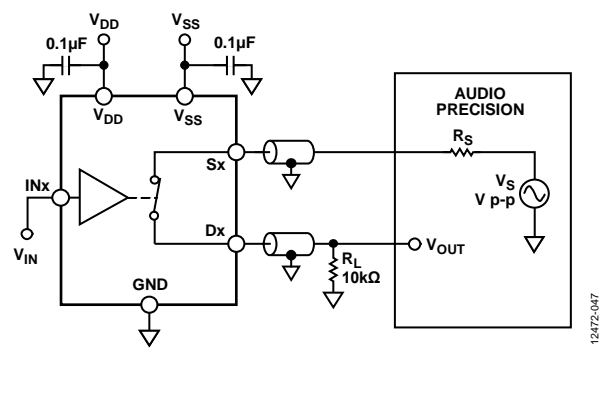 VDD
VSS
0.1µF
0.1µF
VDD
VSS
AUDIO
PRECISION
RS
Sx
VS
V p-p
INx
Dx
VOUT
VIN
RL
10kΩ
GND
12472-047